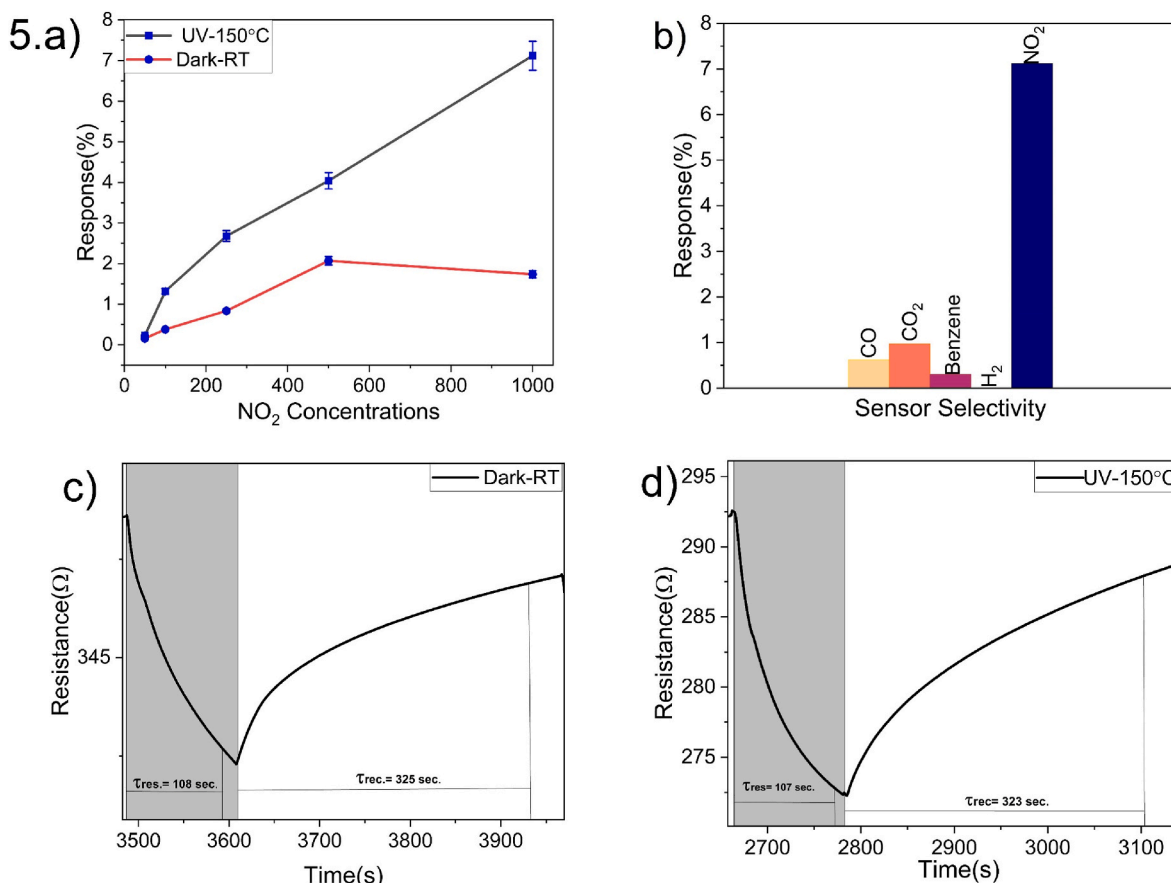 5.a)
UV-150°C
Dark-RT
Response(%)
8
7
6
5
4
3
2
1
0
0 200 400 600 800 1000
NO₂ Concentrations
b)
Response(%)
8
7
6
5
4
3
2
1
0
CO
CO₂
Benzene
H₂
NO₂
Sensor Selectivity
c)
Dark-RT
Resistance(Ω)
345
τres.= 108 sec.
τrec.= 325 sec.
3500 3600 3700 3800 3900
Time(s)
d)
UV-150°C
Resistance(Ω)
295
290
285
280
275
τres= 107 sec.
τrec= 323 sec.
2700 2800 2900 3000 3100
Time(s)